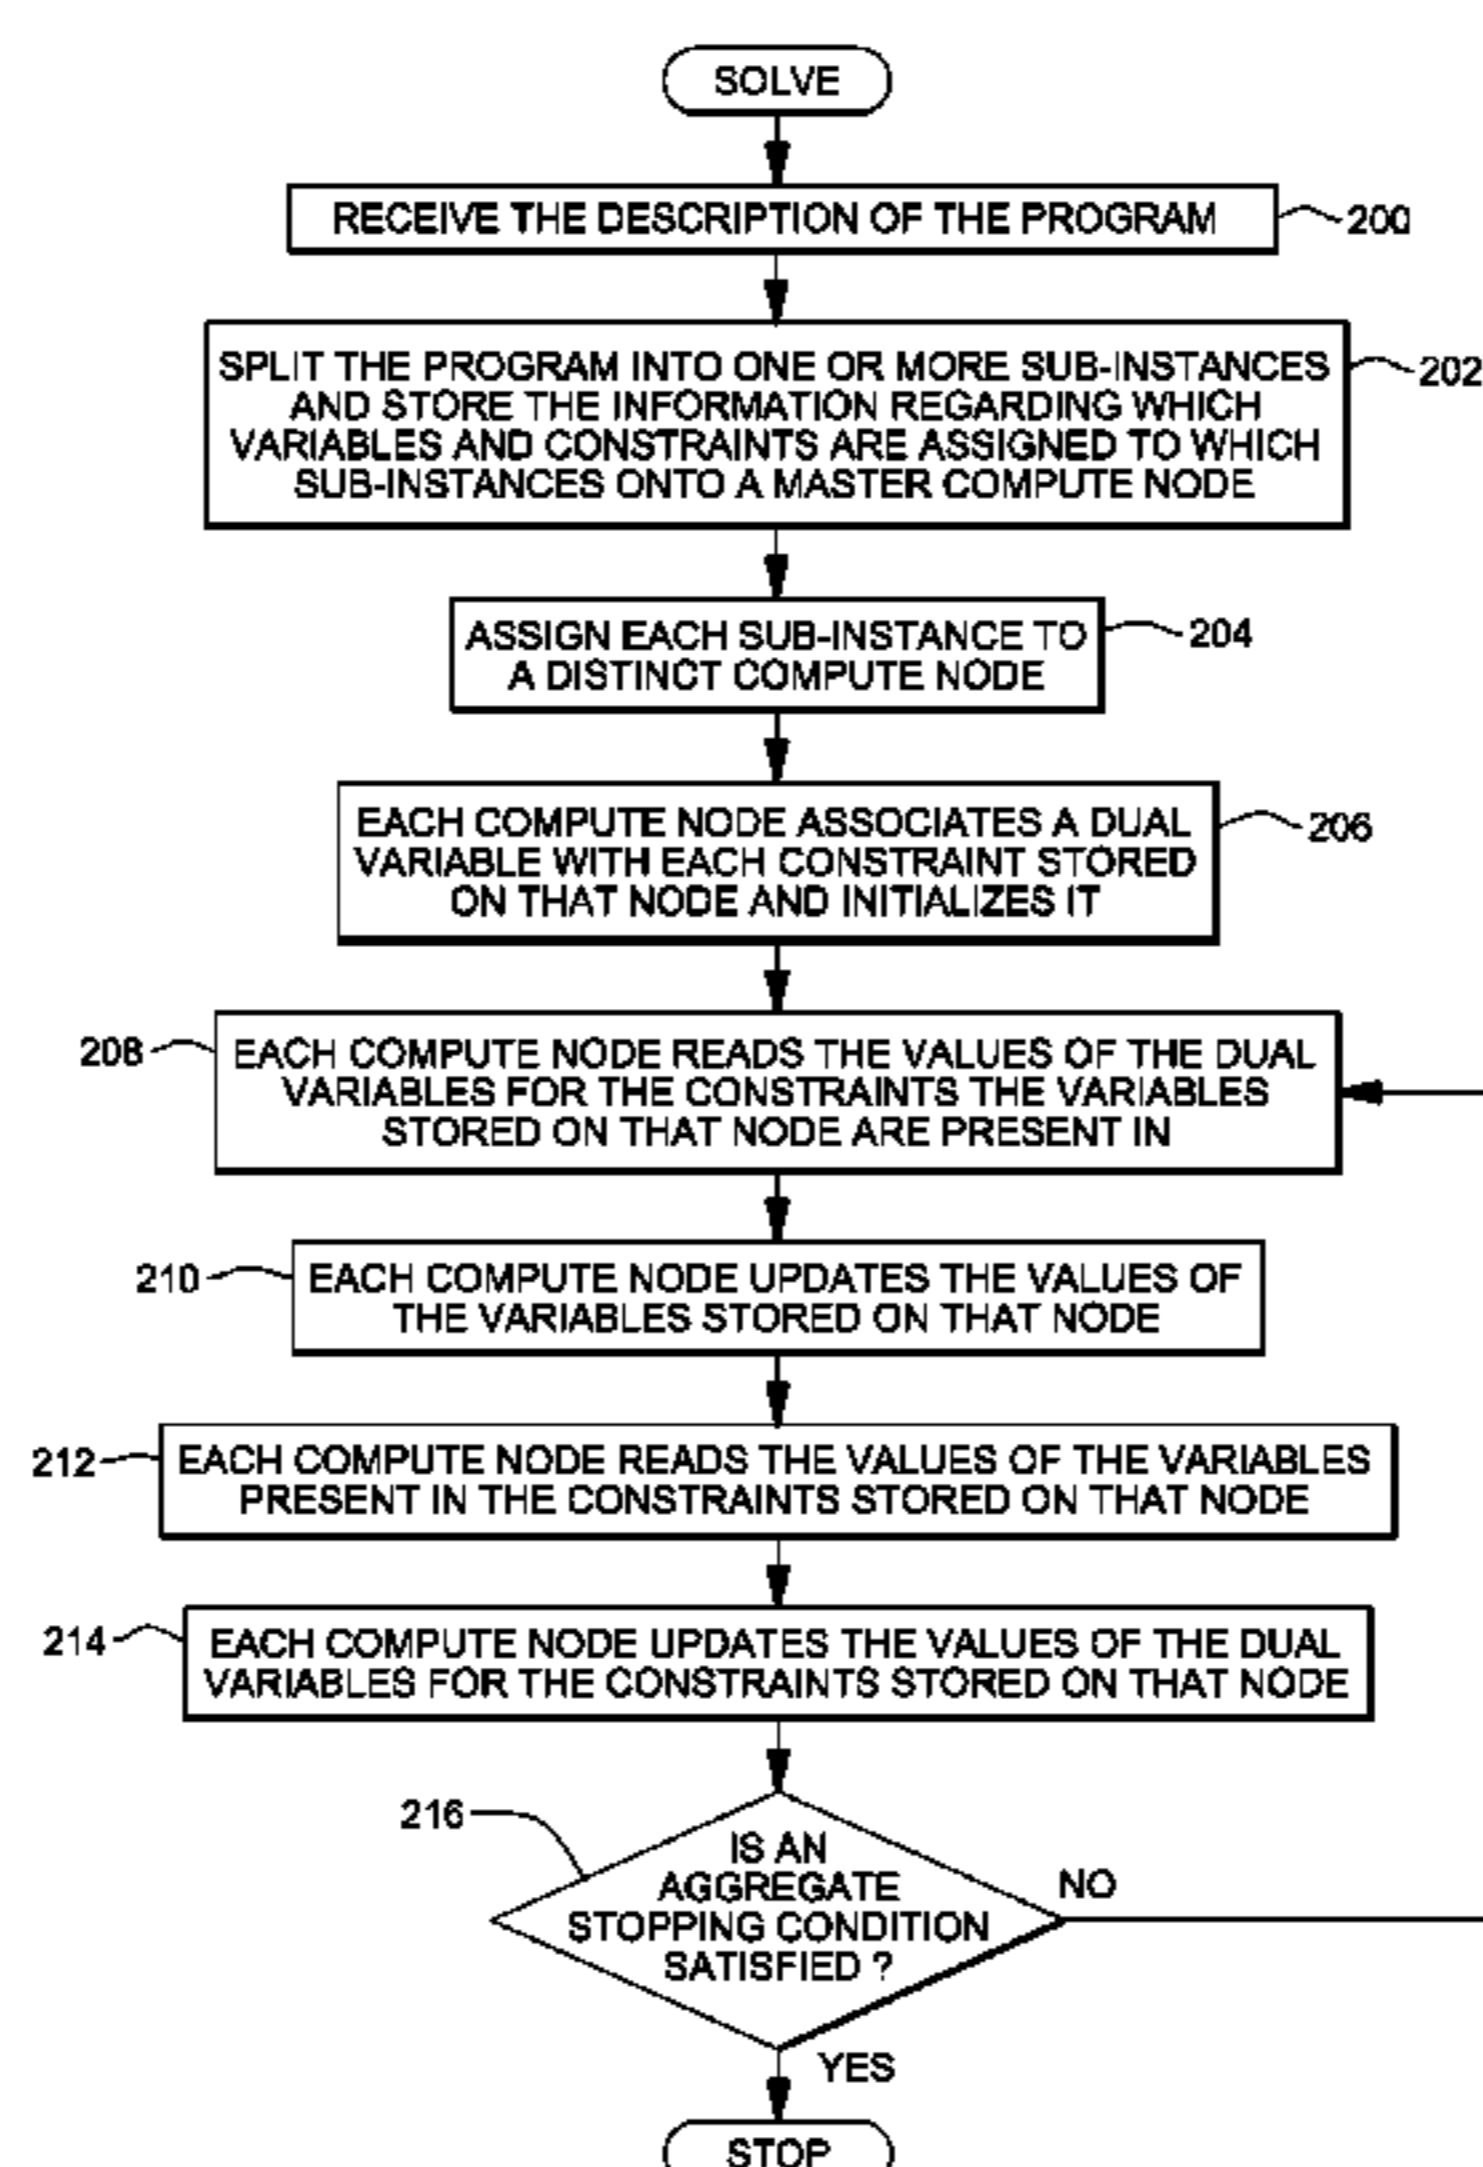 SOLVE
RECEIVE THE DESCRIPTION OF THE PROGRAM
200
SPLIT THE PROGRAM INTO ONE OR MORE SUB-INSTANCES
AND STORE THE INFORMATION REGARDING WHICH
VARIABLES AND CONSTRAINTS ARE ASSIGNED TO WHICH
SUB-INSTANCES ONTO A MASTER COMPUTE NODE
202
ASSIGN EACH SUB-INSTANCE TO
A DISTINCT COMPUTE NODE
204
EACH COMPUTE NODE ASSOCIATES A DUAL
VARIABLE WITH EACH CONSTRAINT STORED
ON THAT NODE AND INITIALIZES IT
206
208
EACH COMPUTE NODE READS THE VALUES OF THE DUAL
VARIABLES FOR THE CONSTRAINTS THE VARIABLES
STORED ON THAT NODE ARE PRESENT IN
210
EACH COMPUTE NODE UPDATES THE VALUES OF
THE VARIABLES STORED ON THAT NODE
212
EACH COMPUTE NODE READS THE VALUES OF THE VARIABLES
PRESENT IN THE CONSTRAINTS STORED ON THAT NODE
214
EACH COMPUTE NODE UPDATES THE VALUES OF THE DUAL
VARIABLES FOR THE CONSTRAINTS STORED ON THAT NODE
216
IS AN
AGGREGATE
STOPPING CONDITION
SATISFIED ?
NO
YES
STOP